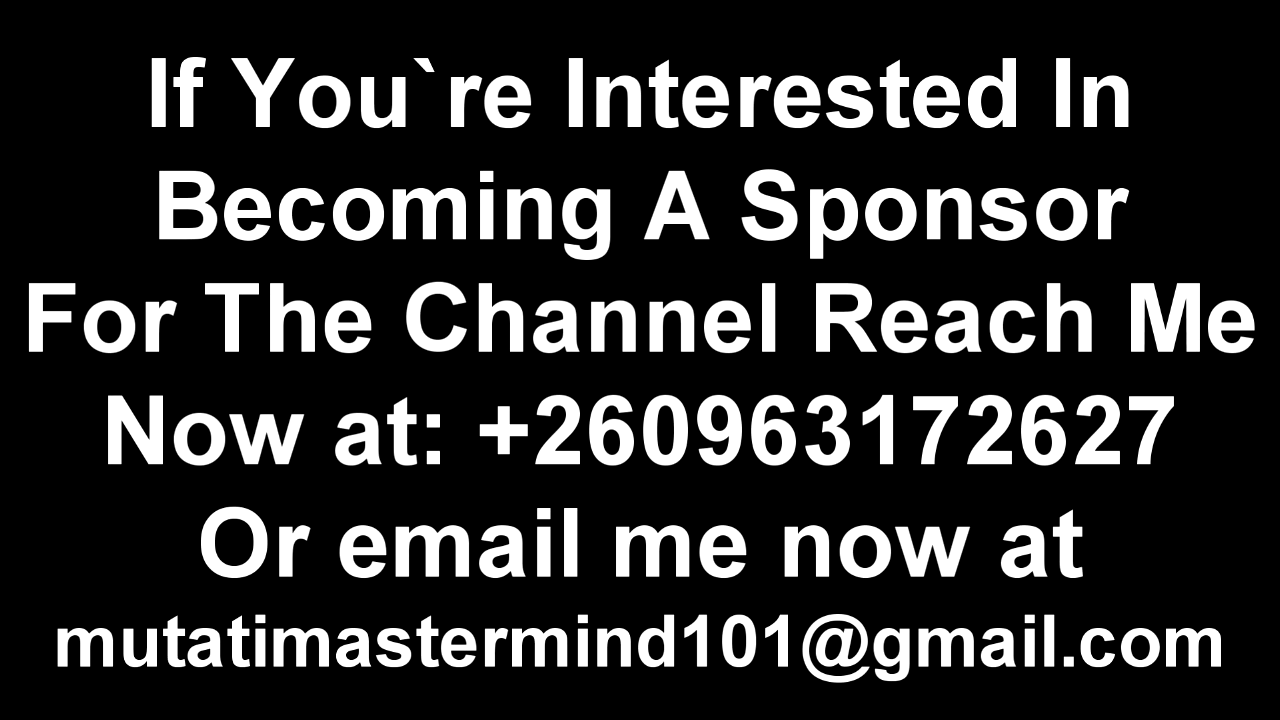 If You`re Interested In
Becoming A Sponsor
For The Channel Reach Me
Now at: +260963172627
Or email me now at
mutatimastermind101@gmail.com